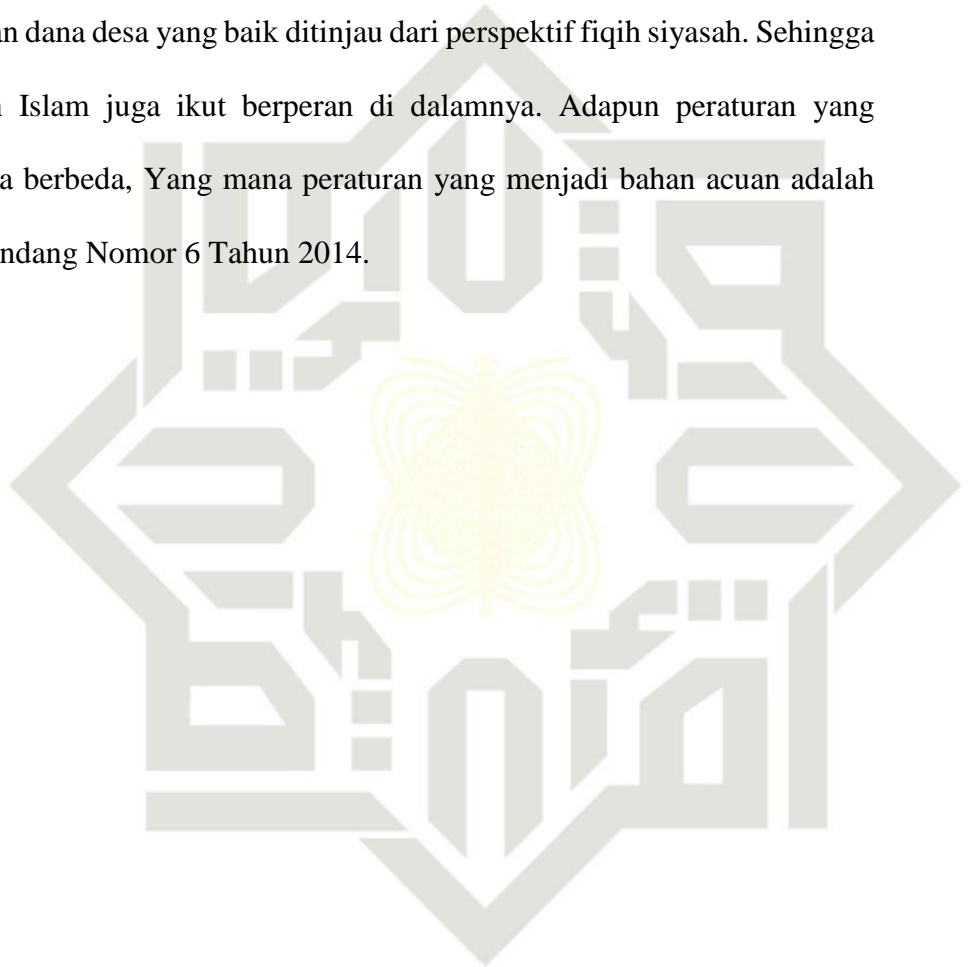 an dana desa yang baik ditinjau dari perspektif fiqih siyasah. Sehingga
Islam juga ikut berperan di dalamnya. Adapun peraturan yang
a berbeda, Yang mana peraturan yang menjadi bahan acuan adalah
ndang Nomor 6 Tahun 2014.